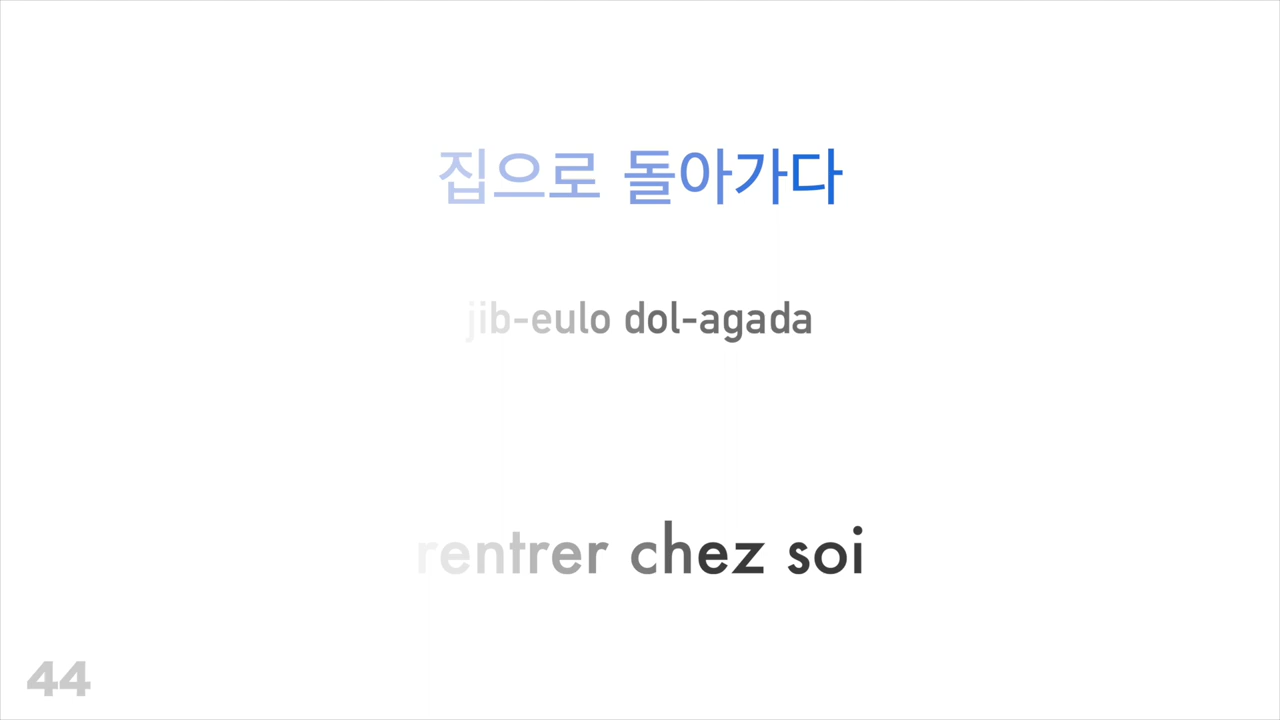 집으로 돌아가다
jib-eulo dol-agada
rentrer chez soi
44